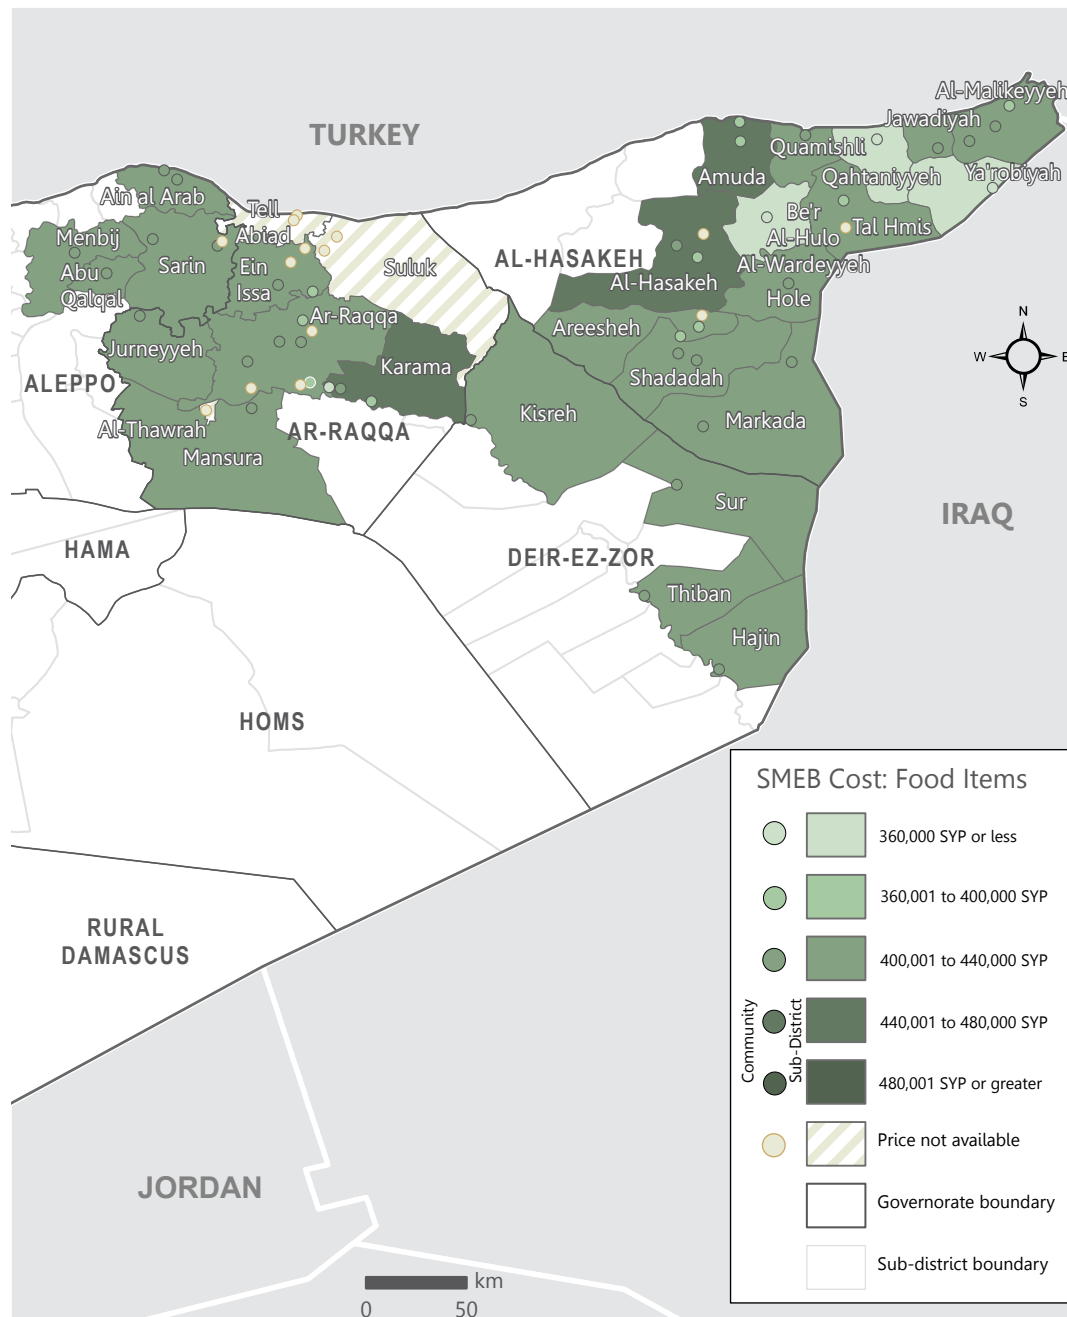 Al-Malikeyyeh
Jawadiyah
TURKEY
Quamishli
Amuda
Qahtaniyyeh
Ya'robiyah
Ain al Arab
Tell
Abiad
Be'r
Al-Hulo
Al-Wardeyyeh
Tal Hmis
Menbij
Sarin
Ein
Issa
Suluk
AL-HASAKEH
Abu
Qalqal
Al-Hasakeh
Hole
Ar-Raqqa
Areesheh
N
W
E
S
Jurneyyeh
Karama
Shadadah
ALEPPO
Kisreh
Markada
Al-Thawrah
AR-RAQQA
Mansura
Sur
IRAQ
HAMA
DEIR-EZ-ZOR
Thiban
Hajin
HOMS
RURAL
DAMASCUS
JORDAN
SMEB Cost: Food Items
360,000 SYP or less
360,001 to 400,000 SYP
400,001 to 440,000 SYP
440,001 to 480,000 SYP
480,001 SYP or greater
Community
Sub-District
Price not available
Governorate boundary
Sub-district boundary
km
0
50